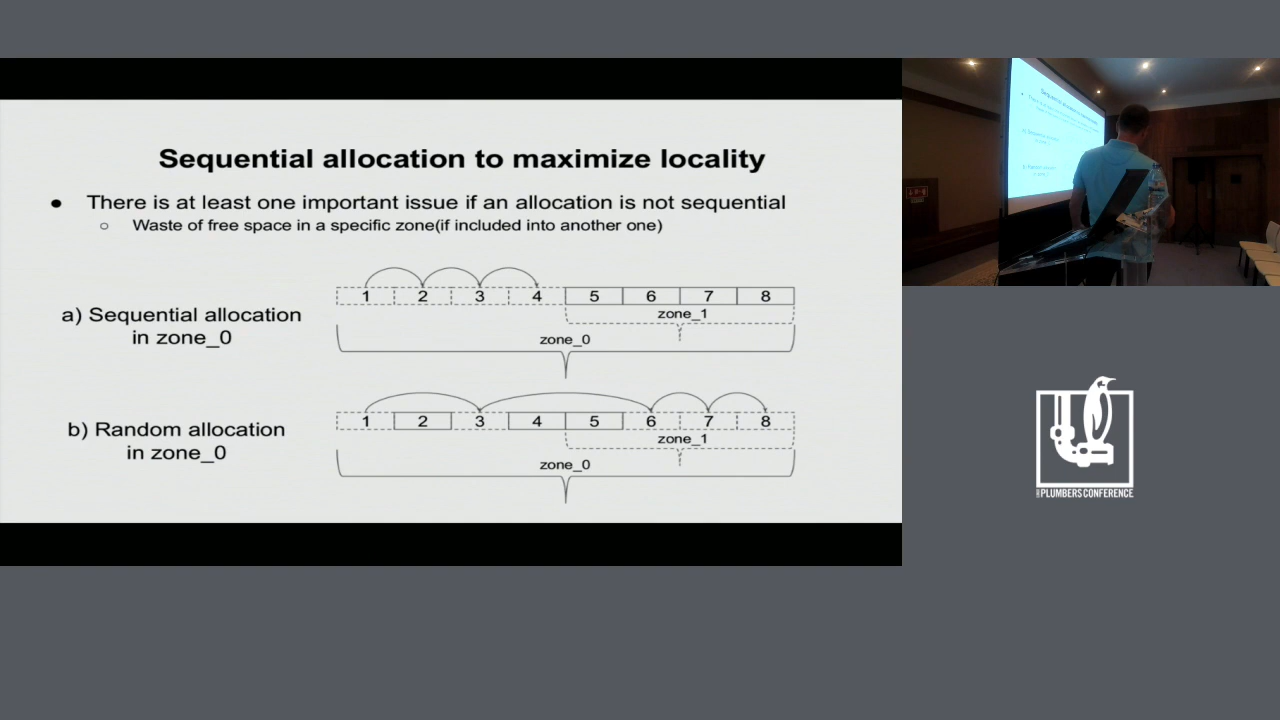 Sequential allocation to maximize locality
● There is at least one important issue if an allocation is not sequential
○ Waste of free space in a specific zone(if included into another one)
a) Sequential allocation
in zone_0
1 2 3 4 5 6 7 8
zone_1
zone_0
b) Random allocation
in zone_0
1 2 3 4 5 6 7 8
zone_1
zone_0
PLUMBERS CONFERENCE